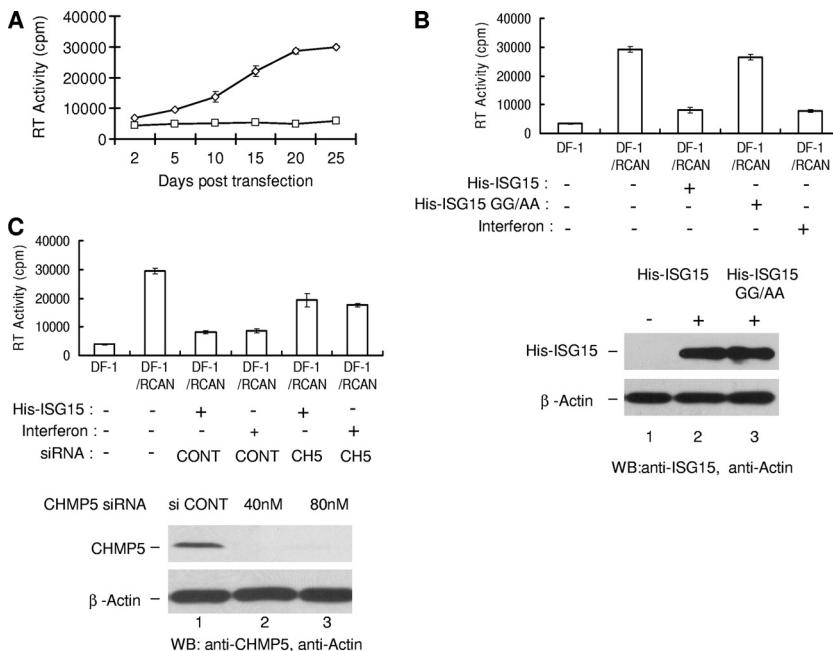 A
RT Activity (cpm)
40000
30000
20000
10000
0
2 5 10 15 20 25
Days post transfection
B
RT Activity (cpm)
40000
30000
20000
10000
0
DF-1 DF-1 DF-1 DF-1 DF-1
/RCAN /RCAN /RCAN /RCAN
His-ISG15 : - - + - -
His-ISG15 GG/AA : - - - + -
Interferon : - - - - +
His-ISG15 His-ISG15
GG/AA
- + +
His-ISG15 –
β-Actin –
1 2 3
WB:anti-ISG15, anti-Actin
C
RT Activity (cpm)
40000
30000
20000
10000
0
DF-1 DF-1 DF-1 DF-1 DF-1 DF-1
/RCAN /RCAN /RCAN /RCAN /RCAN
His-ISG15 : - - + - + -
Interferon : - - - + - +
siRNA : - - CONT CONT CH5 CH5
CHMP5 siRNA si CONT 40nM 80nM
CHMP5 –
β-Actin –
1 2 3
WB: anti-CHMP5, anti-Actin